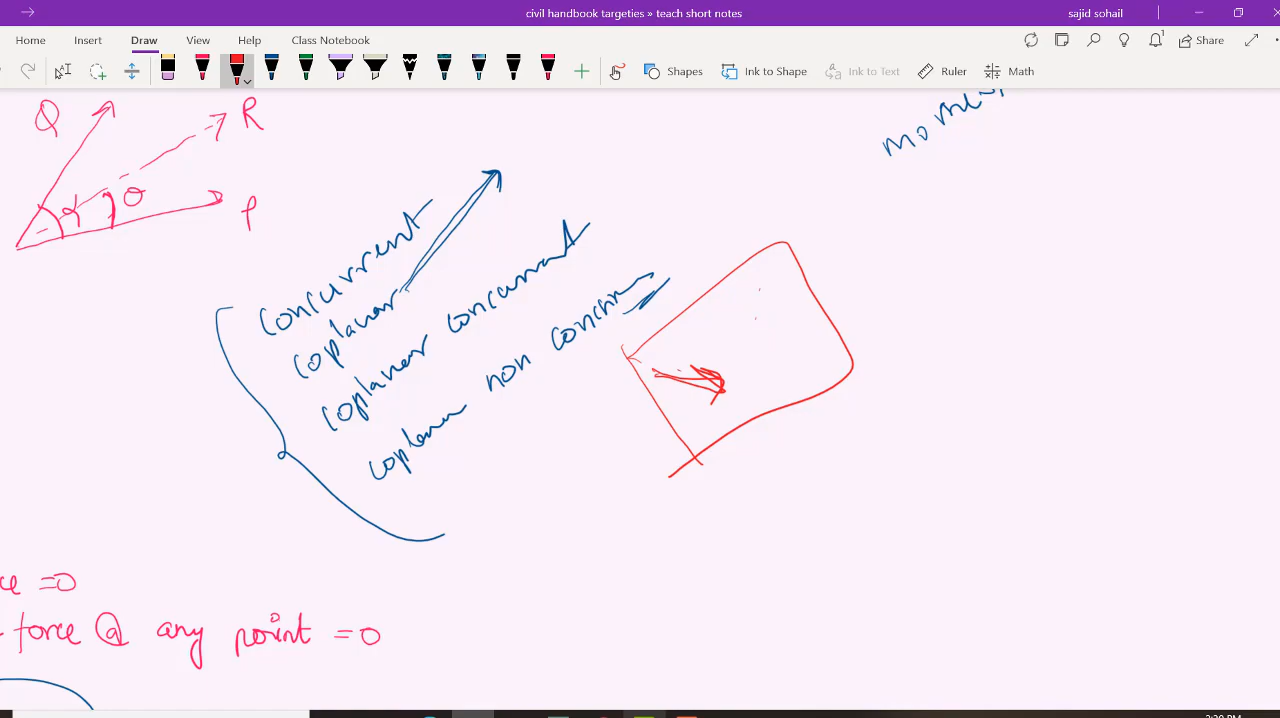 civil handbook targeties » teach short notes
sajid sohail
Home Insert Draw View Help Class Notebook
Share
Shapes Ink to Shape Ink to Text Ruler Math
Q
R
α
θ
P
concurrent
coplanar
coplanar concurrent
coplanar non
=0
force @ any point =0